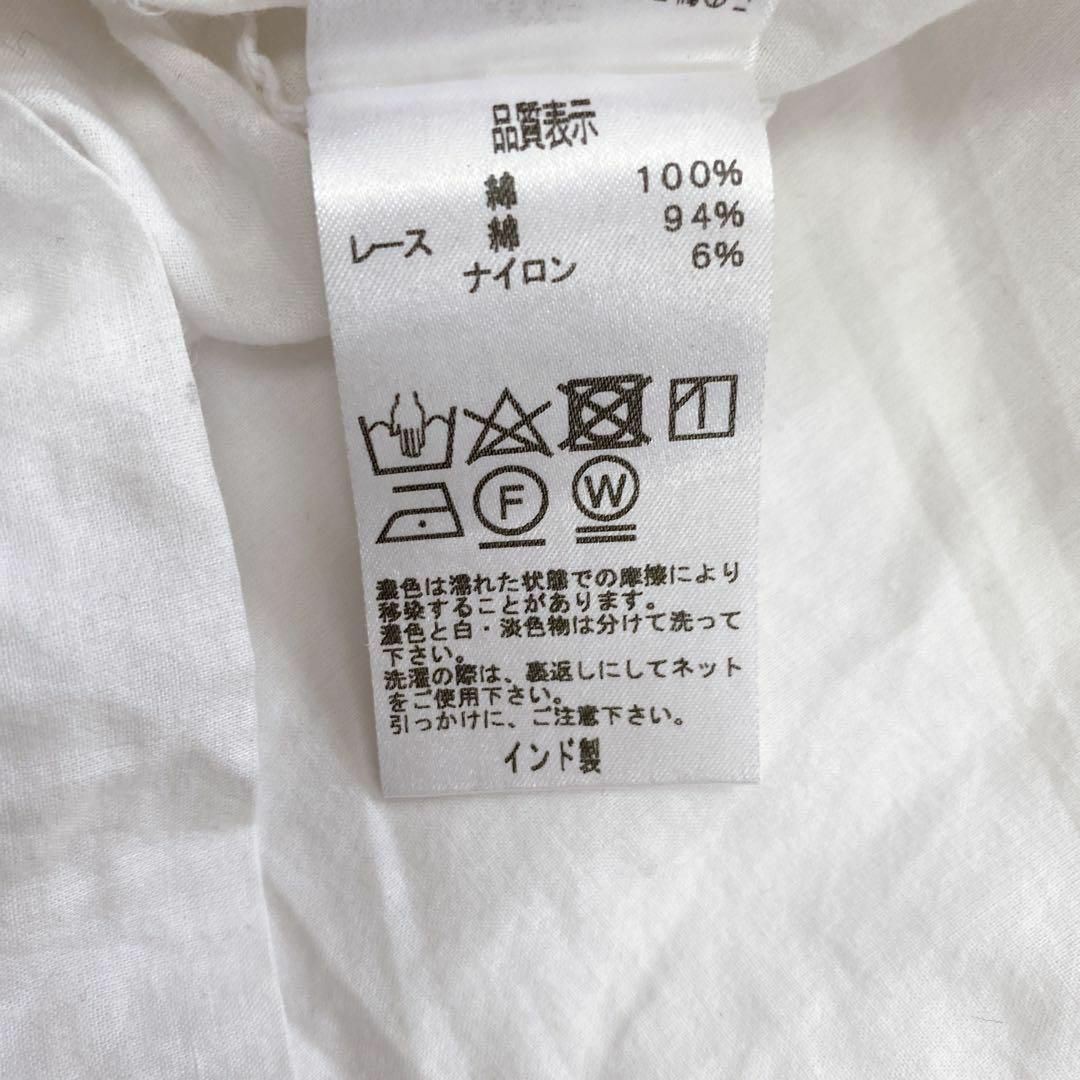 品質表示
綿 100%
レース 綿 94%
ナイロン 6%
F W
濃色は濡れた状態での摩擦により
移染することがあります。
濃色と白・淡色物は分けて洗って
下さい。
洗濯の際は、裏返しにしてネット
をご使用下さい。
引っかけに、ご注意下さい。
インド製